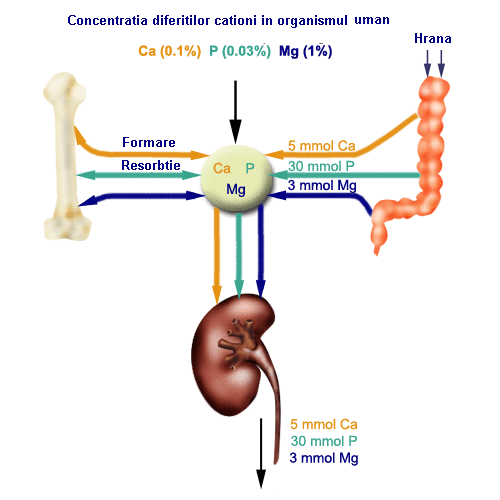 Concentratia diferitilor cationi in organismul uman
Hrana
Ca (0.1%) P (0.03%) Mg (1%)
Formare
Resorbtie
Ca P
Mg
5 mmol Ca
30 mmol P
3 mmol Mg
5 mmol Ca
30 mmol P
3 mmol Mg